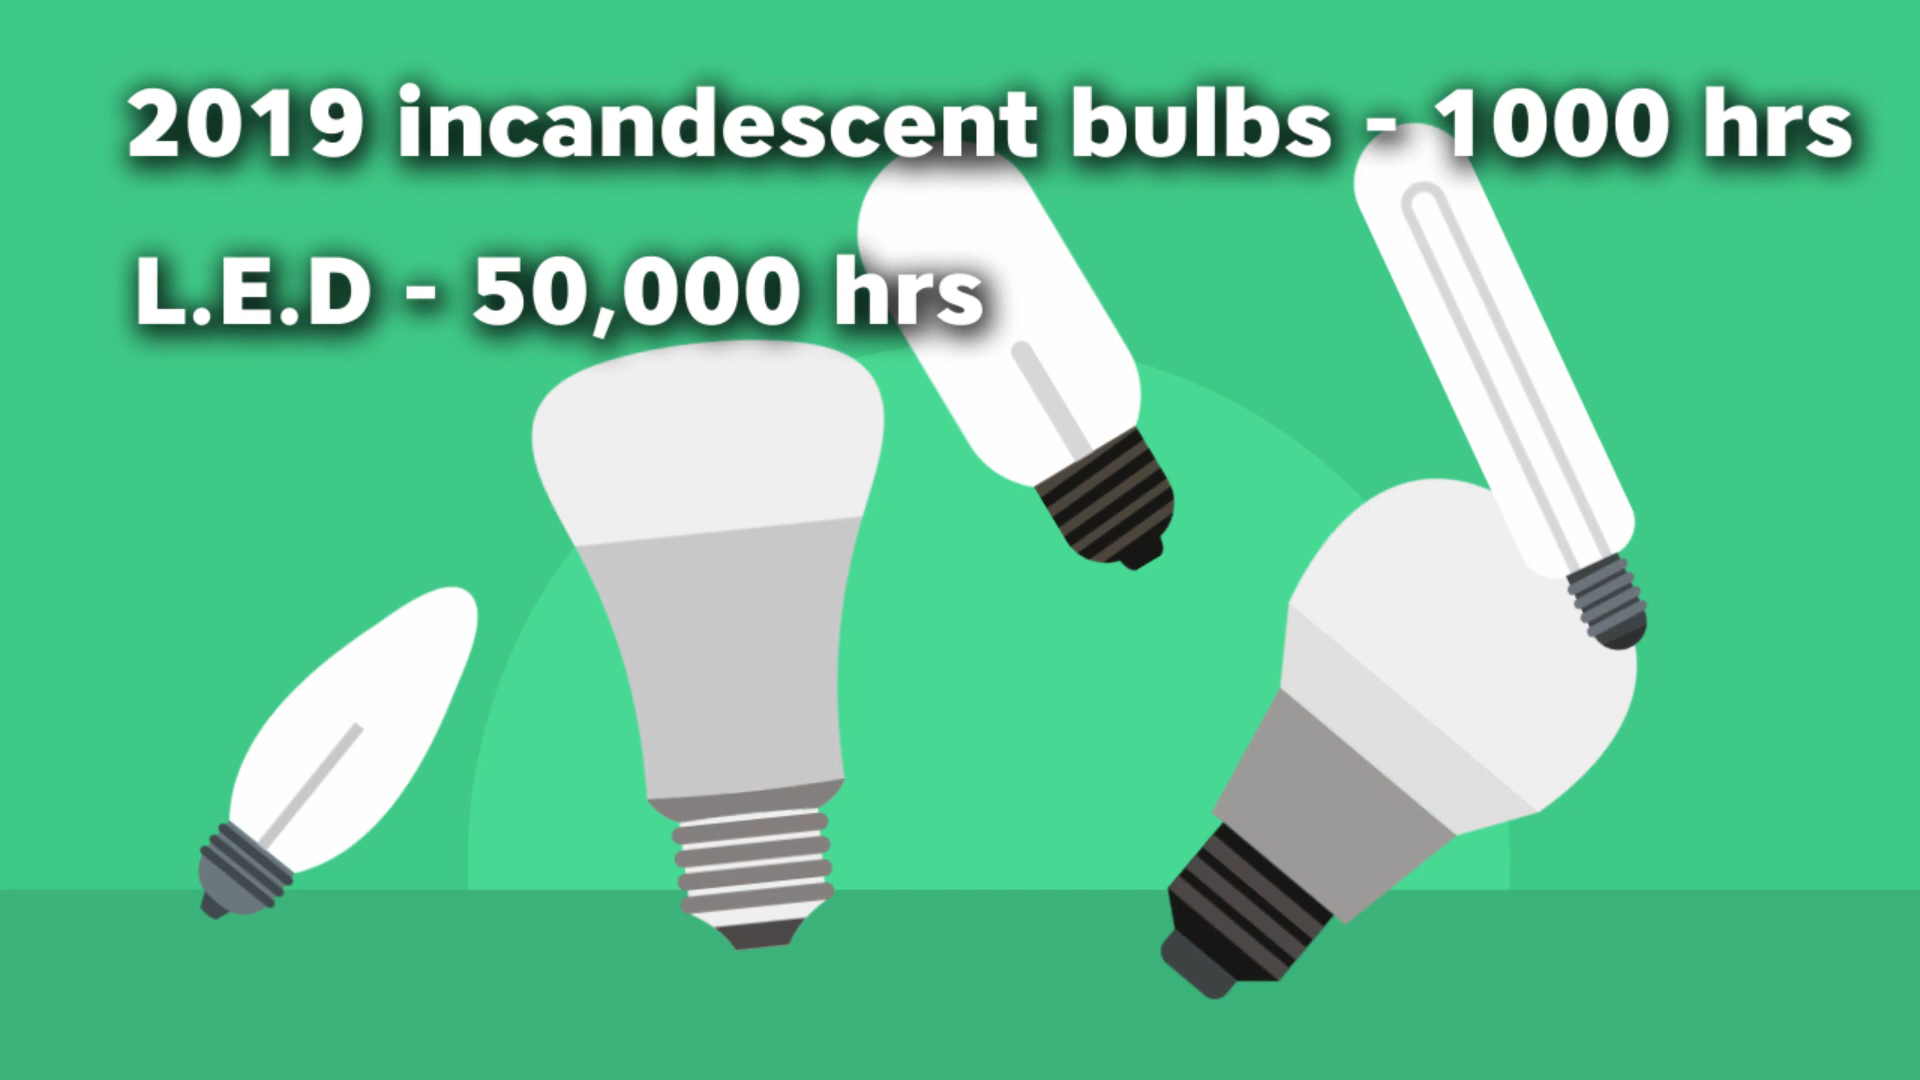 2019 incandescent bulbs - 1000 hrs
L.E.D - 50,000 hrs